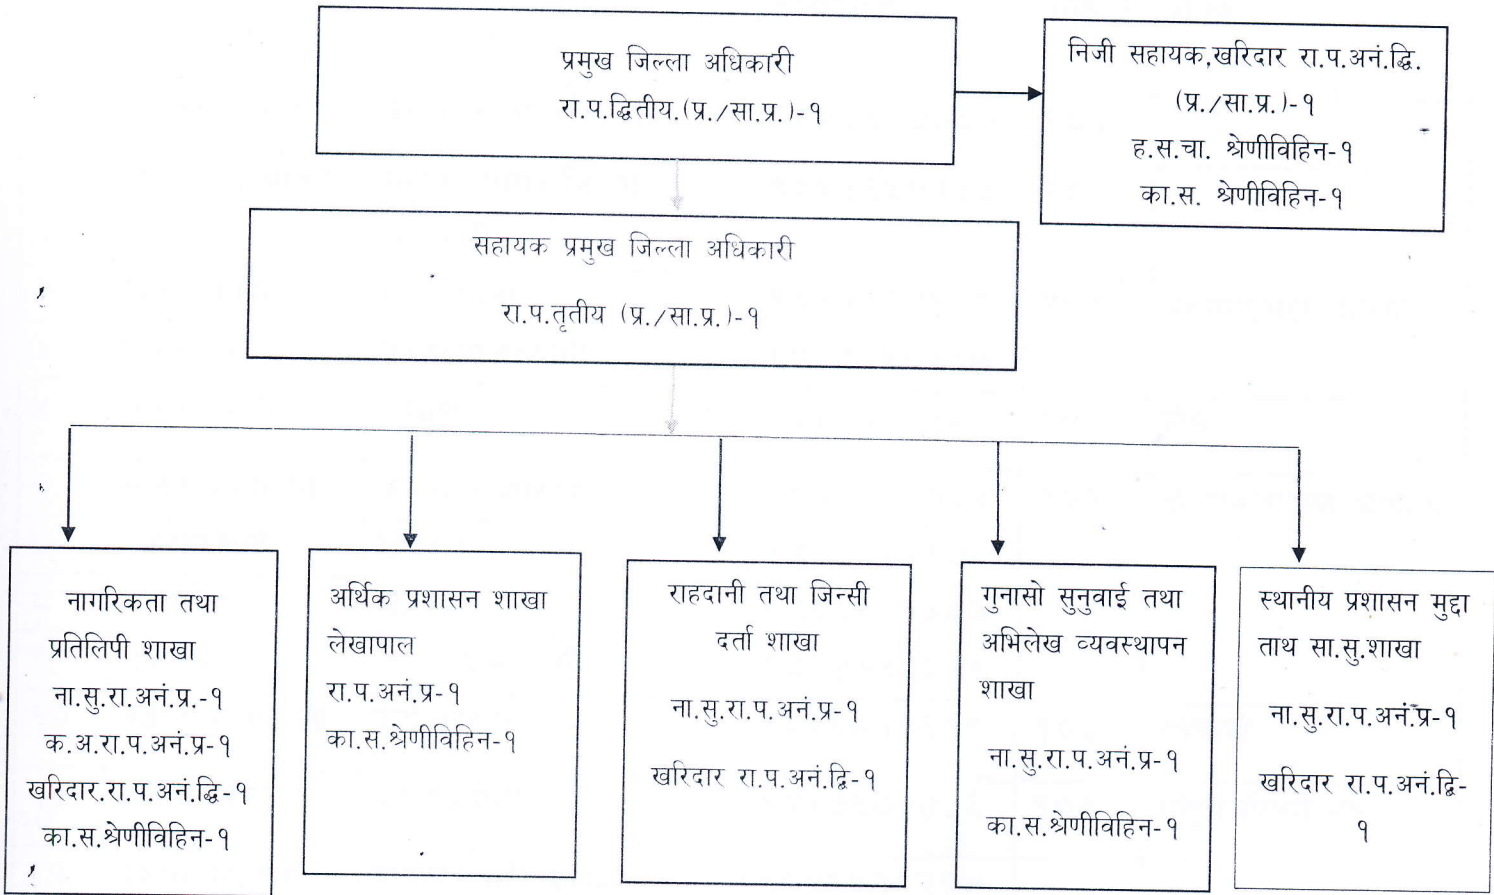 प्रमुख जिल्ला अधिकारी
रा.प.द्धितीय.(प्र./सा.प्र.)-१
निजी सहायक,खरिदार रा.प.अनं.द्धि.
(प्र./सा.प्र.)-१
ह.स.चा. श्रेणीविहिन-१
का.स. श्रेणीविहिन-१
सहायक प्रमुख जिल्ला अधिकारी
रा.प.तृतीय (प्र./सा.प्र.)-१
नागरिकता तथा
प्रतिलिपी शाखा
ना.सु.रा.अनं.प्र.-१
क.अ.रा.प.अनं.प्र-१
खरिदार.रा.प.अनं.द्धि-१
का.स.श्रेणीविहिन-१
अर्थिक प्रशासन शाखा
लेखापाल
रा.प.अनं.प्र-१
का.स.श्रेणीविहिन-१
राहदानी तथा जिन्सी
दर्ता शाखा
ना.सु.रा.प.अनं.प्र-१
खरिदार रा.प.अनं.द्वि-१
गुनासो सुनुवाई तथा
अभिलेख व्यवस्थापन
शाखा
ना.सु.रा.प.अनं.प्र-१
का.स.श्रेणीविहिन-१
स्थानीय प्रशासन मुद्दा
ताथ सा.सु.शाखा
ना.सु.रा.प.अनं.प्र-१
खरिदार रा.प.अनं.द्वि-
१